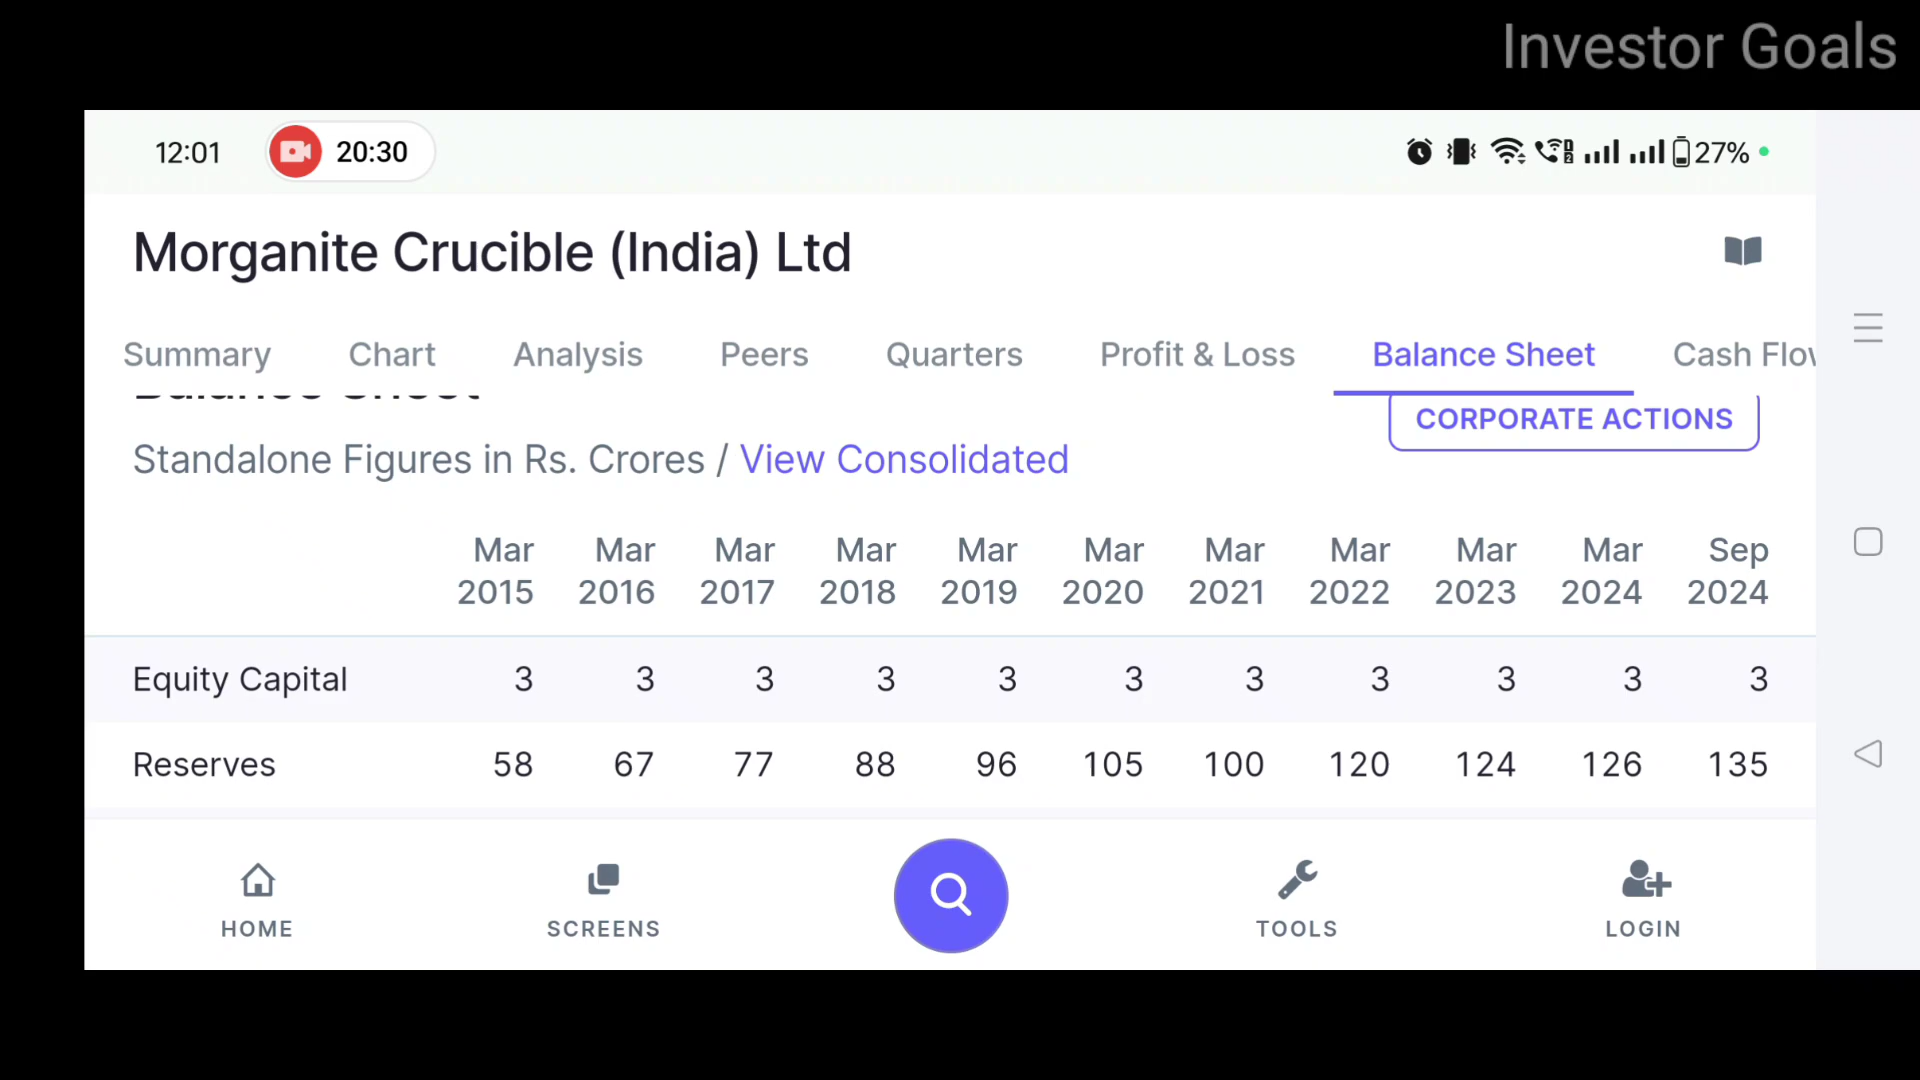 Investor Goals
12:01 20:30 27%
Morganite Crucible (India) Ltd
Summary Chart Analysis Peers Quarters Profit & Loss Balance Sheet Cash Flow
Balance Sheet
CORPORATE ACTIONS
Standalone Figures in Rs. Crores / View Consolidated
Mar Mar Mar Mar Mar Mar Mar Mar Mar Mar Sep
2015 2016 2017 2018 2019 2020 2021 2022 2023 2024 2024
Equity Capital 3 3 3 3 3 3 3 3 3 3 3
Reserves 58 67 77 88 96 105 100 120 124 126 135
HOME SCREENS TOOLS LOGIN